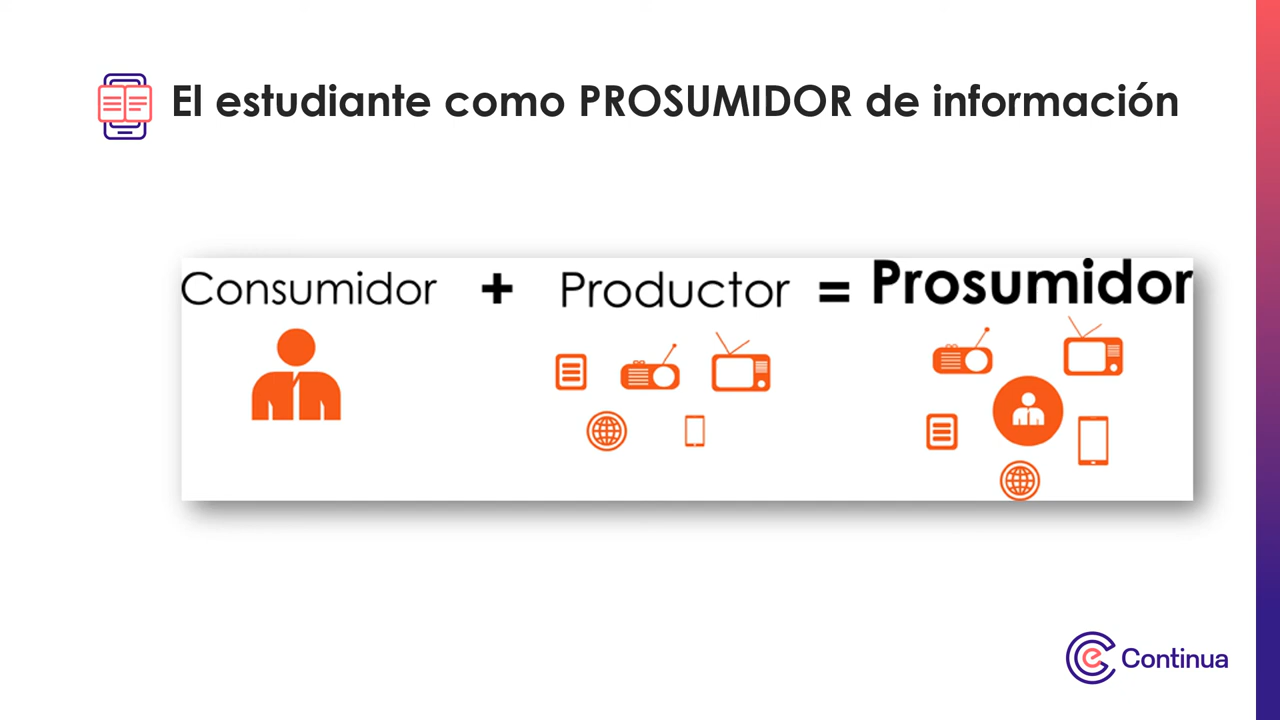 El estudiante como PROSUMIDOR de información
Consumidor + Productor = Prosumidor
Continua